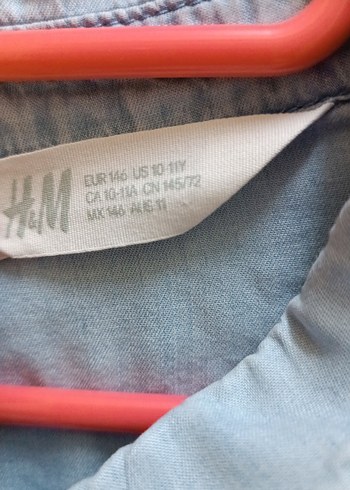 H&M
EUR 146 US 10-11Y
CA 10-11A CN 145/72
MX 146 AUS 11